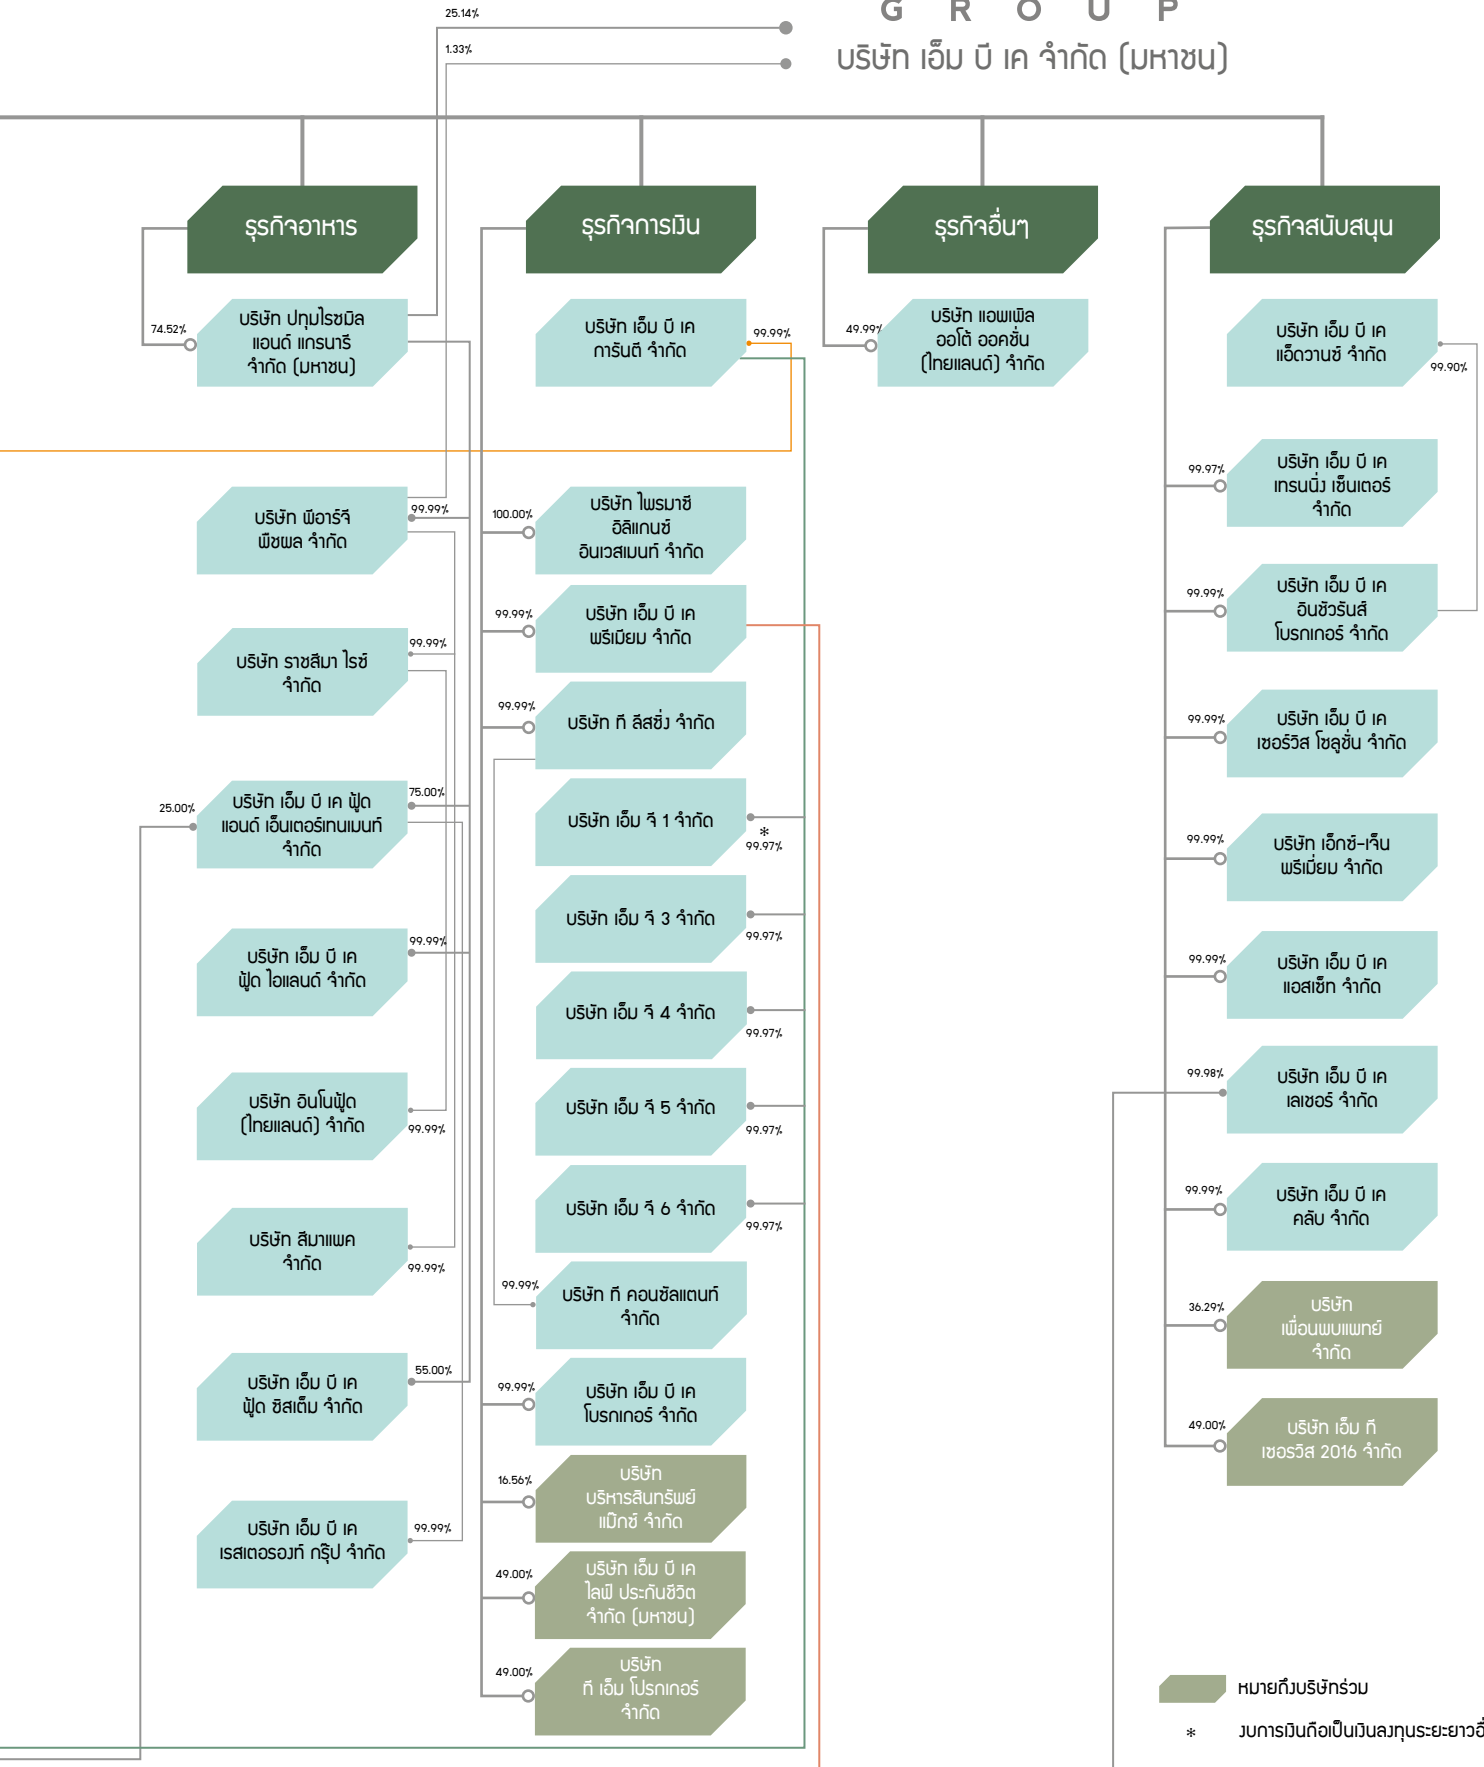 GROUP
บริษัท เอ็ม บี เค จำกัด (มหาชน)
25.14%
1.33%
ธุรกิจอาหาร
74.52%
บริษัท ปทุมไรซมิล
แอนด์ แกรนารี
จำกัด (มหาชน)
บริษัท พีอาร์จี
พืชผล จำกัด
99.99%
บริษัท ราชสีมา ไรซ์
จำกัด
99.99%
25.00%
บริษัท เอ็ม บี เค ฟู้ด
แอนด์ เอ็นเตอร์เทนเมนท์
จำกัด
75.00%
บริษัท เอ็ม บี เค
ฟู้ด ไอแลนด์ จำกัด
99.99%
บริษัท อินโนฟู้ด
(ไทยแลนด์) จำกัด
99.99%
บริษัท สีมาแพค
จำกัด
99.99%
บริษัท เอ็ม บี เค
ฟู้ด ซิสเต็ม จำกัด
55.00%
บริษัท เอ็ม บี เค
เรสเตอรองท์ กรุ๊ป จำกัด
99.99%
ธุรกิจการเงิน
บริษัท เอ็ม บี เค
การันตี จำกัด
99.99%
100.00%
บริษัท ไพรมาซี
อิลิแกนซ์
อินเวสเมนท์ จำกัด
99.99%
บริษัท เอ็ม บี เค
พรีเมียม จำกัด
99.99%
บริษัท ที ลีสซิ่ง จำกัด
บริษัท เอ็ม จี 1 จำกัด
*
99.97%
บริษัท เอ็ม จี 3 จำกัด
99.97%
บริษัท เอ็ม จี 4 จำกัด
99.97%
บริษัท เอ็ม จี 5 จำกัด
99.97%
บริษัท เอ็ม จี 6 จำกัด
99.97%
99.99%
บริษัท ที คอนซัลแตนท์
จำกัด
99.99%
บริษัท เอ็ม บี เค
โบรกเกอร์ จำกัด
16.56%
บริษัท
บริหารสินทรัพย์
แม๊กซ์ จำกัด
49.00%
บริษัท เอ็ม บี เค
ไลฟ์ ประกันชีวิต
จำกัด (มหาชน)
49.00%
บริษัท
ที เอ็ม โบรกเกอร์
จำกัด
ธุรกิจอื่นๆ
49.99%
บริษัท แอพเพิล
ออโต้ ออคชั่น
(ไทยแลนด์) จำกัด
ธุรกิจสนับสนุน
บริษัท เอ็ม บี เค
แอ็ดวานซ์ จำกัด
99.90%
99.97%
บริษัท เอ็ม บี เค
เทรนนิ่ง เซ็นเตอร์
จำกัด
99.99%
บริษัท เอ็ม บี เค
อินชัวรันส์
โบรกเกอร์ จำกัด
99.99%
บริษัท เอ็ม บี เค
เซอร์วิส โซลูชั่น จำกัด
99.99%
บริษัท เอ็กซ์-เจ็น
พรีเมี่ยม จำกัด
99.99%
บริษัท เอ็ม บี เค
แอสเซ็ท จำกัด
99.98%
บริษัท เอ็ม บี เค
เลเซอร์ จำกัด
99.99%
บริษัท เอ็ม บี เค
คลับ จำกัด
36.29%
บริษัท
เพื่อนพบแพทย์
จำกัด
49.00%
บริษัท เอ็ม ที
เซอรวิส 2016 จำกัด
หมายถึงบริษัทร่วม
* งบการเงินถือเป็นเงินลงทุนระยะยาวอื่